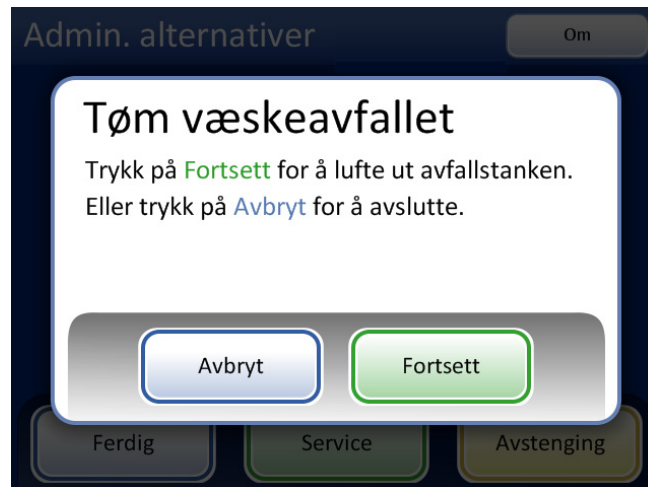 Admin. alternativer
Om
Tøm væskeavfallet
Trykk på Fortsett for å lufte ut avfallstanken.
Eller trykk på Avbryt for å avslutte.
Avbryt
Fortsett
Ferdig
Service
Avstenging